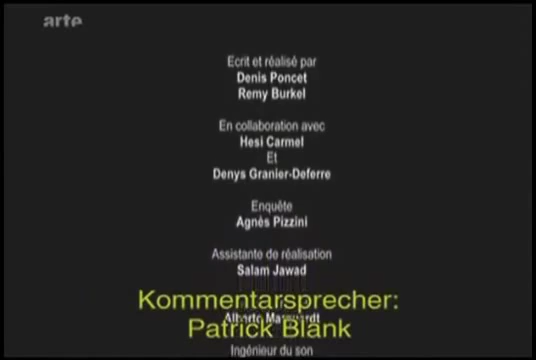 arte
Ecrit et réalisé par
Denis Poncet
Remy Burkel
En collaboration avec
Hesi Carmel
Et
Denys Granier-Deferre
Enquête
Agnès Pizzini
Assistante de réalisation
Salam Jawad
Kommentarsprecher:
Alberto
Patrick Blank
Ingénieur du son